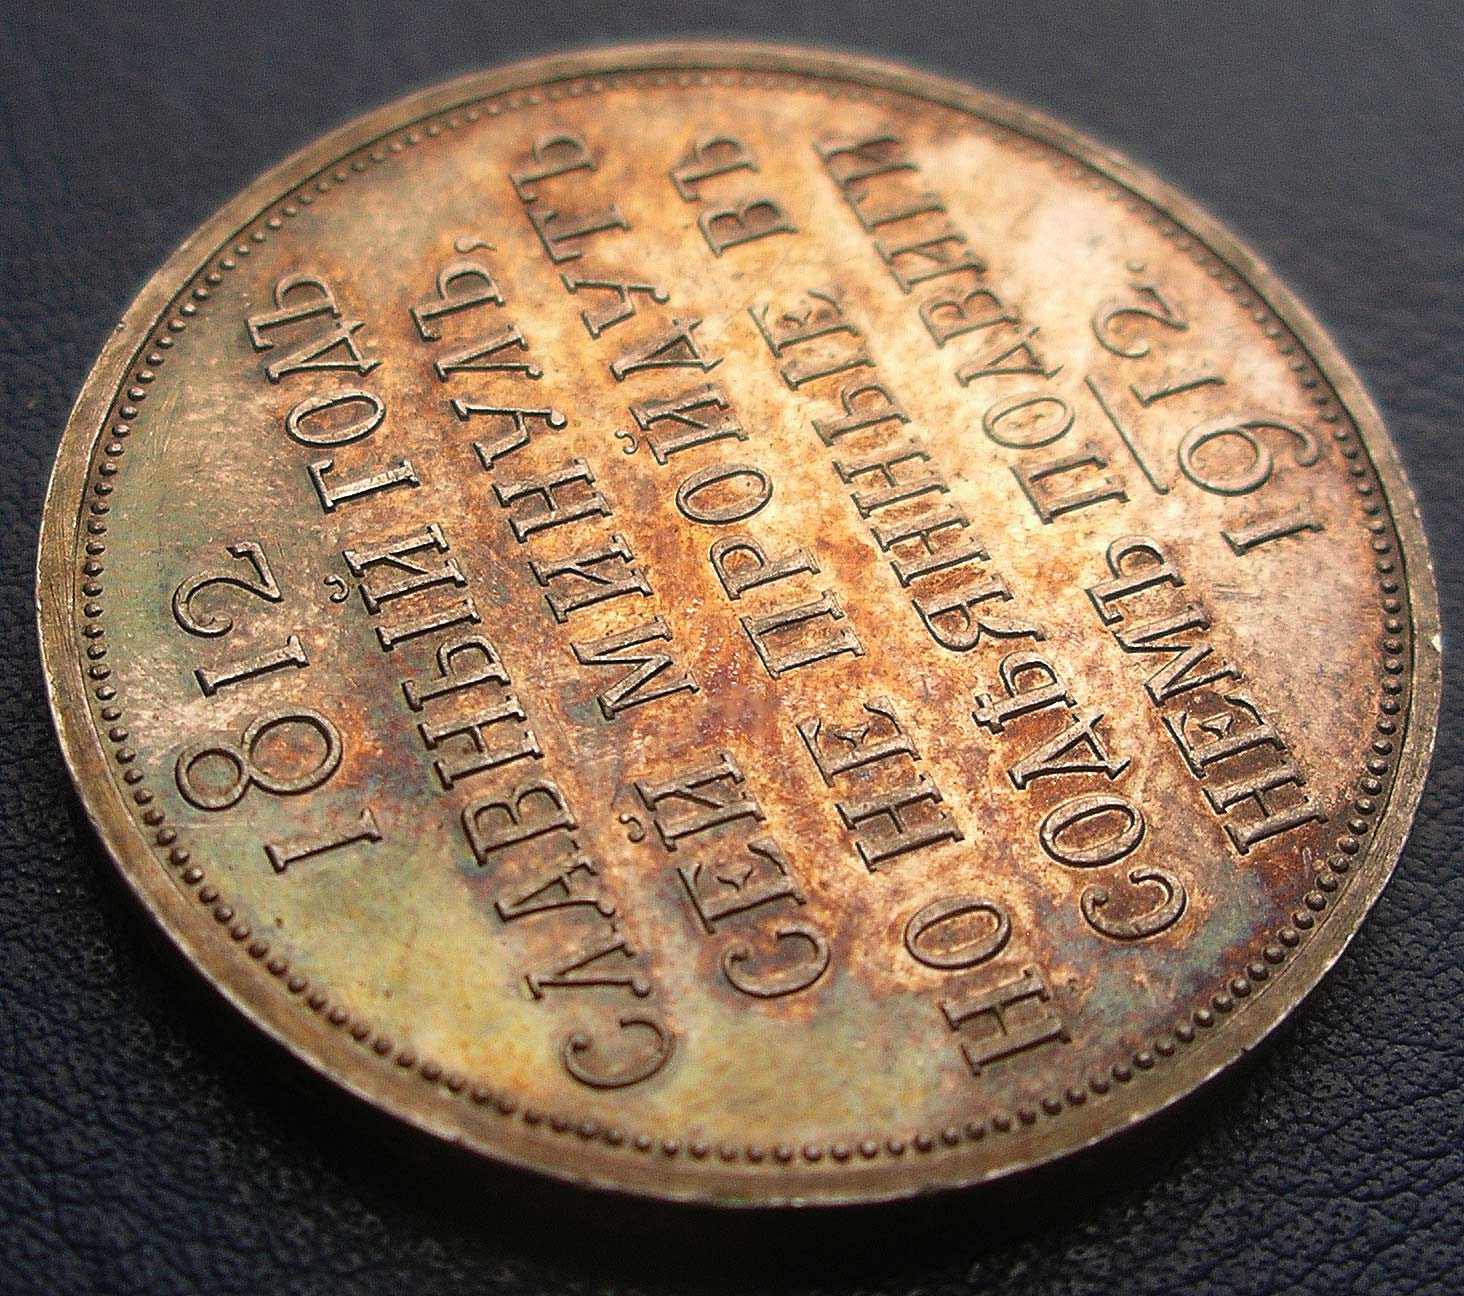 1812
СЛАВНЫЙ ГОДЪ
СЕЙ МИНУЛЪ,
НО НЕ ПРОЙДУТЪ
СОДѢЯННЫЕ ВЪ
НЕМЪ ПОДВИГИ
1912.